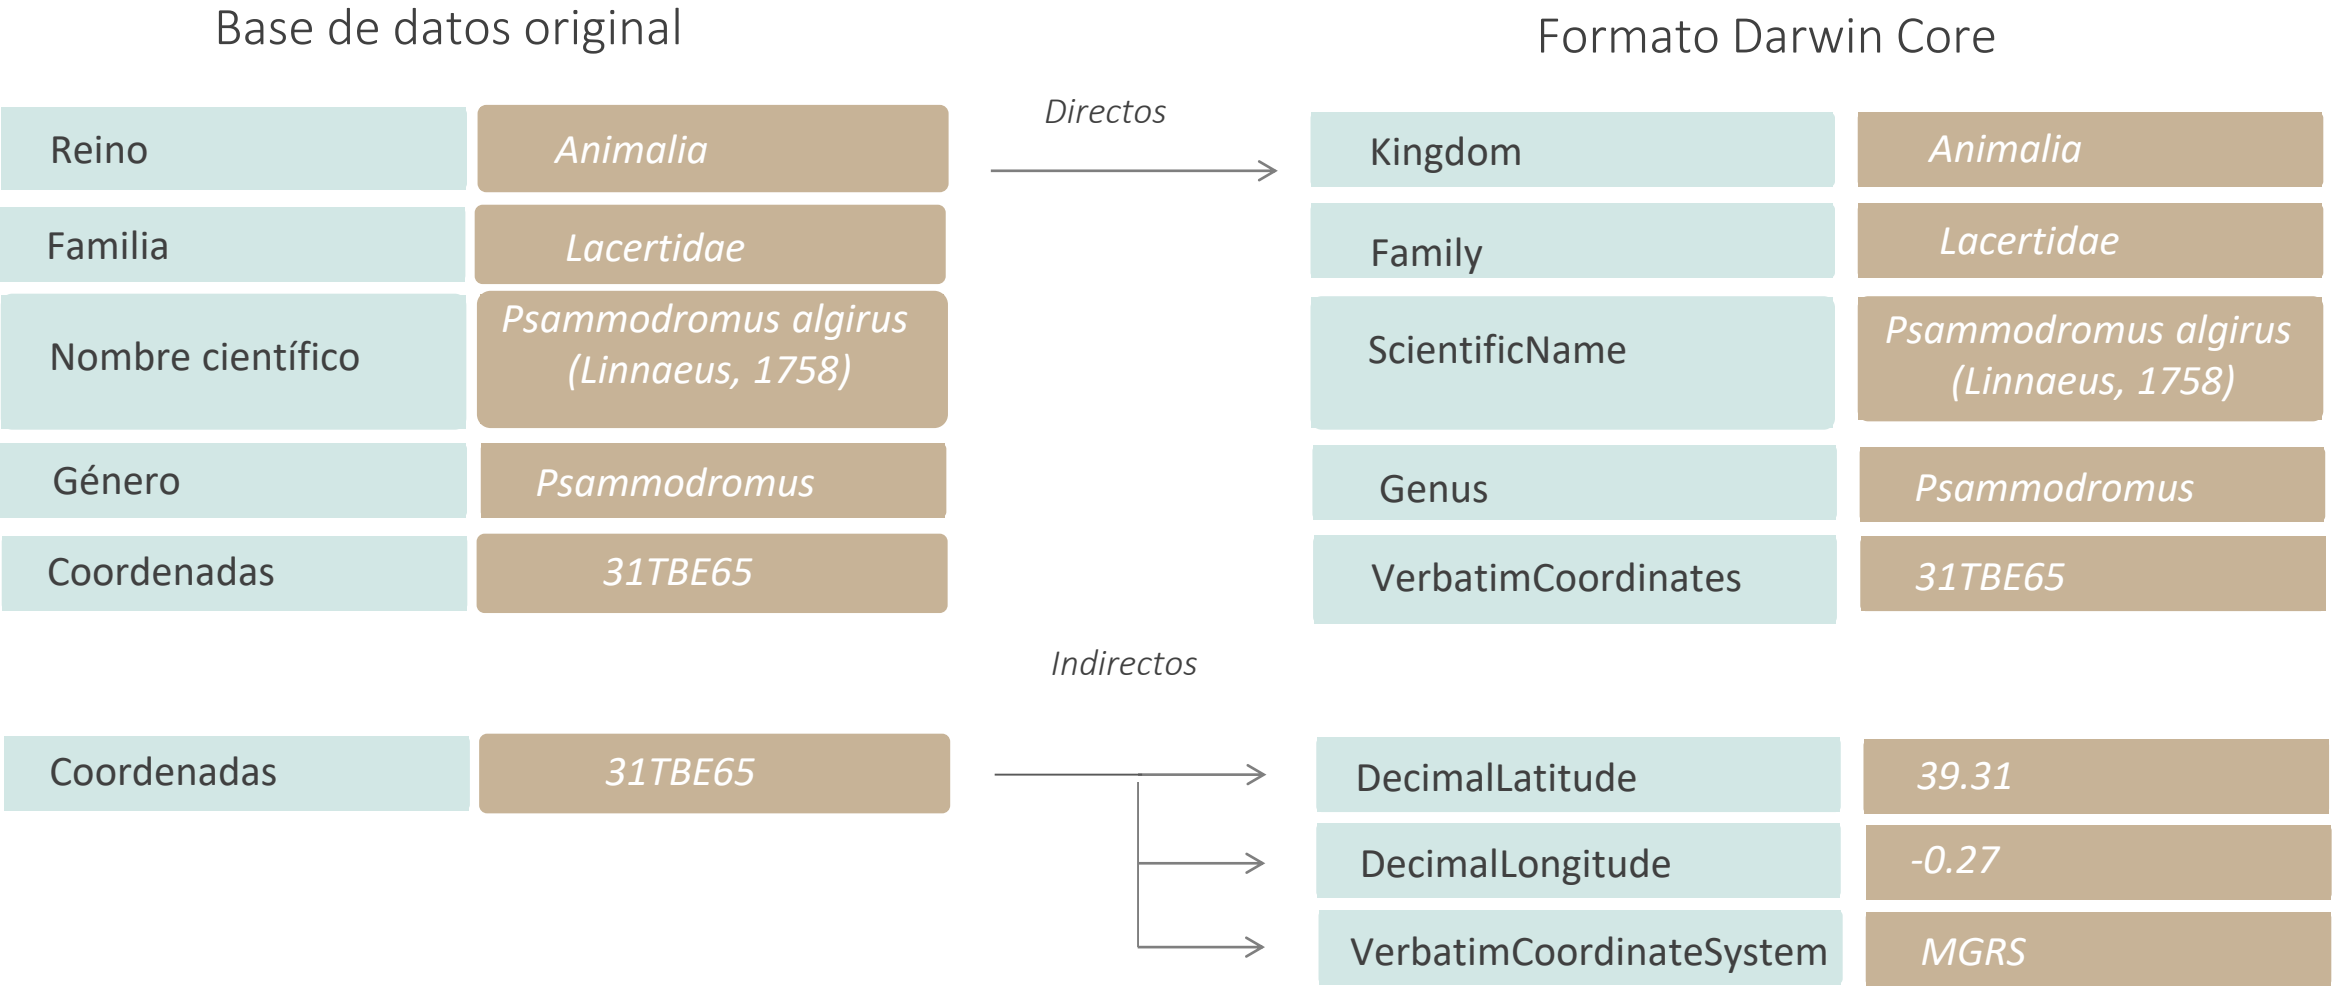 Base de datos original
Formato Darwin Core
Directos
Reino
Animalia
Kingdom
Animalia
Familia
Lacertidae
Family
Lacertidae
Nombre científico
Psammodromus algirus
(Linnaeus, 1758)
ScientificName
Psammodromus algirus
(Linnaeus, 1758)
Género
Psammodromus
Genus
Psammodromus
Coordenadas
31TBE65
VerbatimCoordinates
31TBE65
Indirectos
Coordenadas
31TBE65
DecimalLatitude
39.31
DecimalLongitude
-0.27
VerbatimCoordinateSystem
MGRS